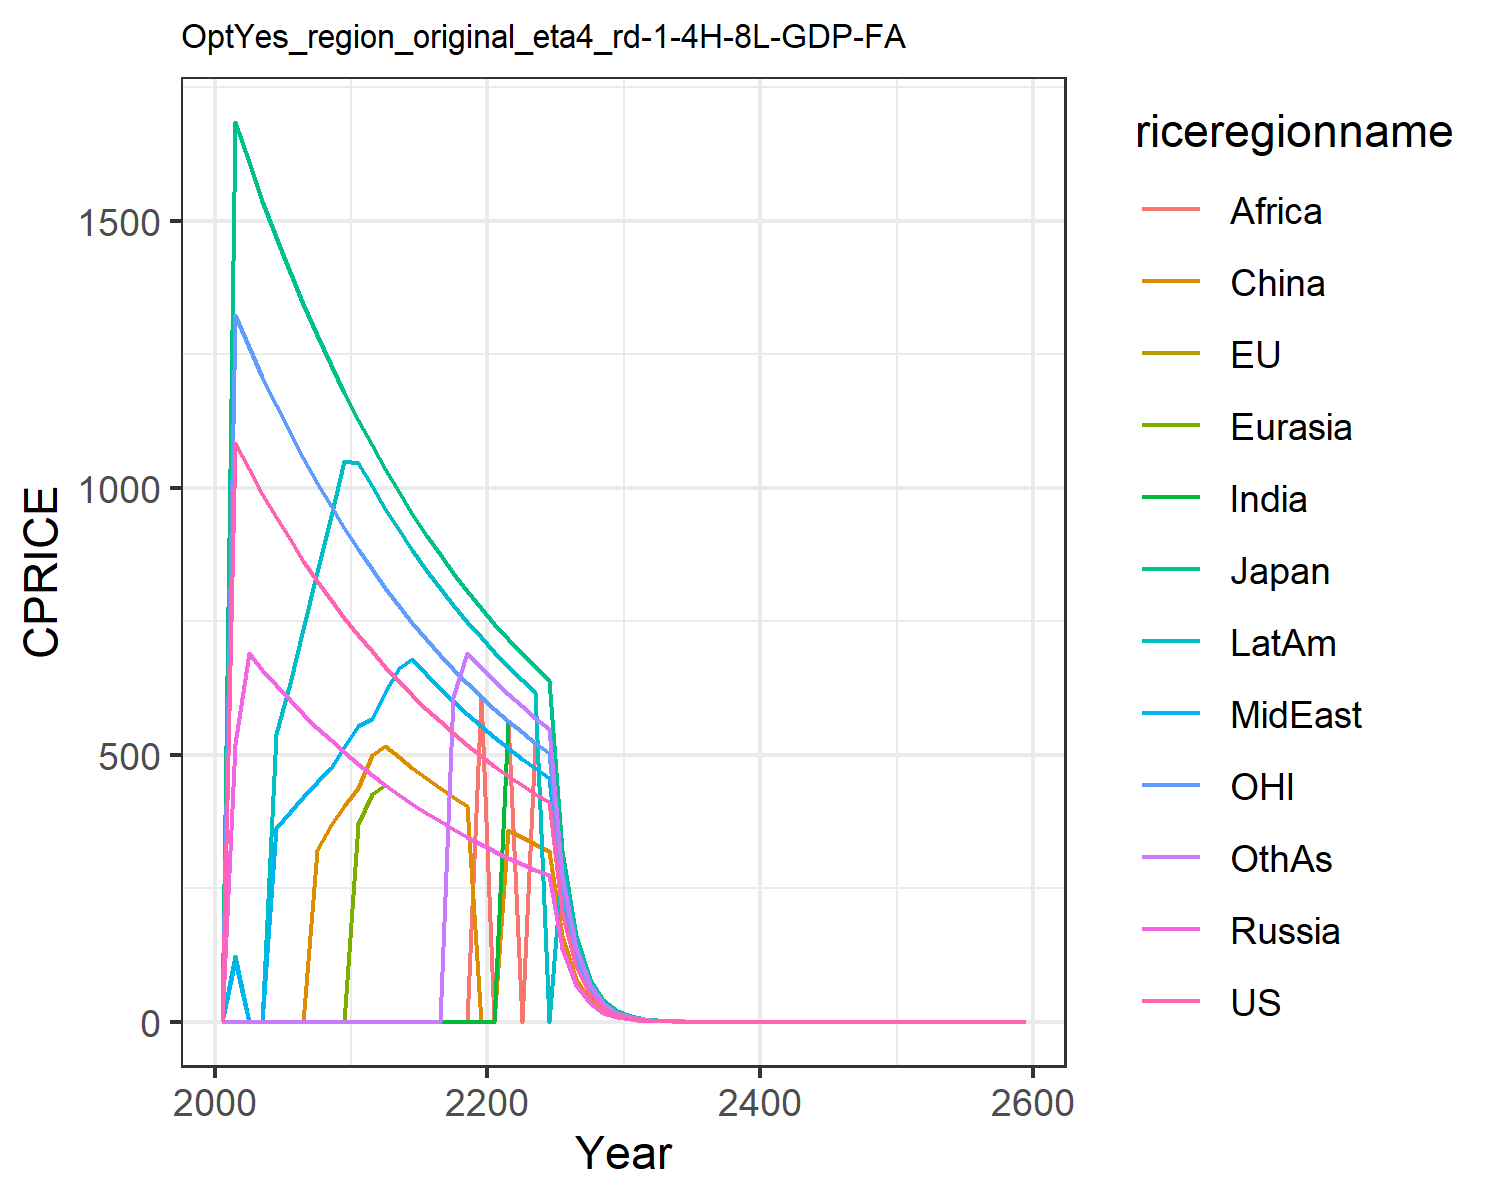 OptYes_region_original_eta4_rd-1-4H-8L-GDP-FA
riceregionname
Africa
China
EU
Eurasia
India
Japan
LatAm
MidEast
OHI
OthAs
Russia
US
CPRICE
1500
1000
500
0
2000
2200
2400
2600
Year